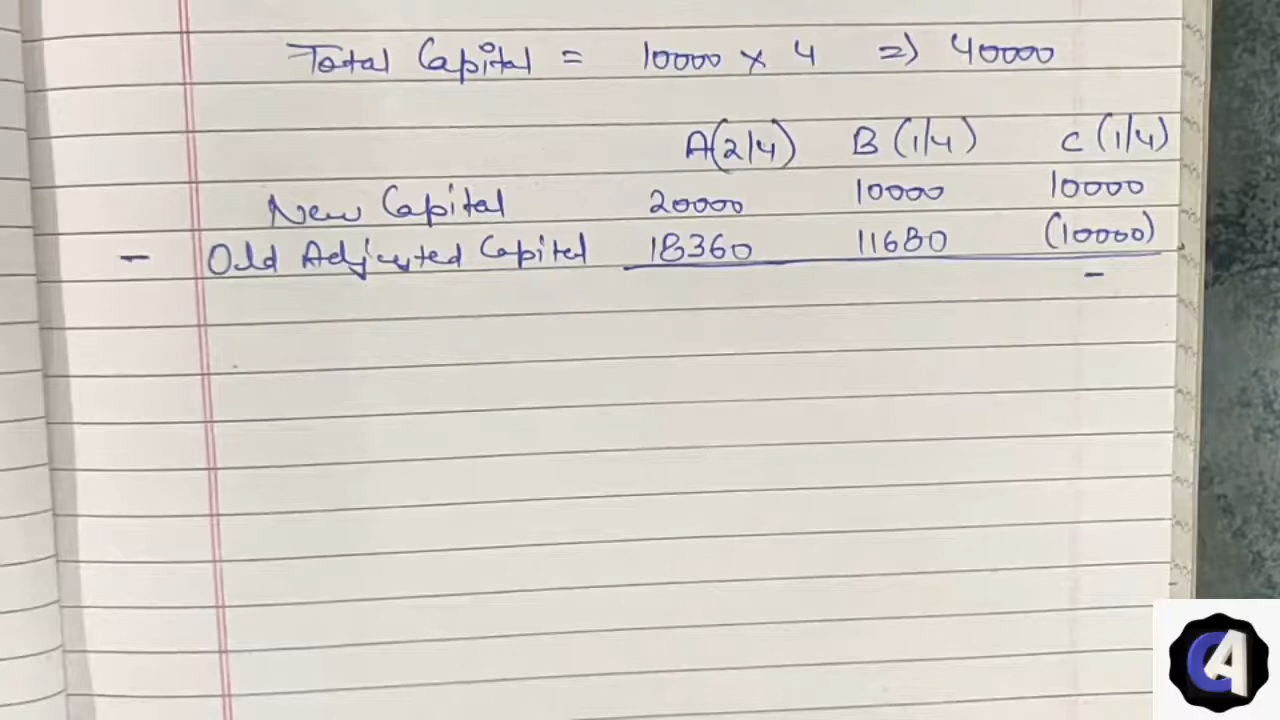 Total Capital = 10000 × 4 => 40000
A(2/4) B (1/4) C (1/4)
New Capital 20000 10000 10000
- Old Adjusted Capital 18360 11680 (10000)
-
CA